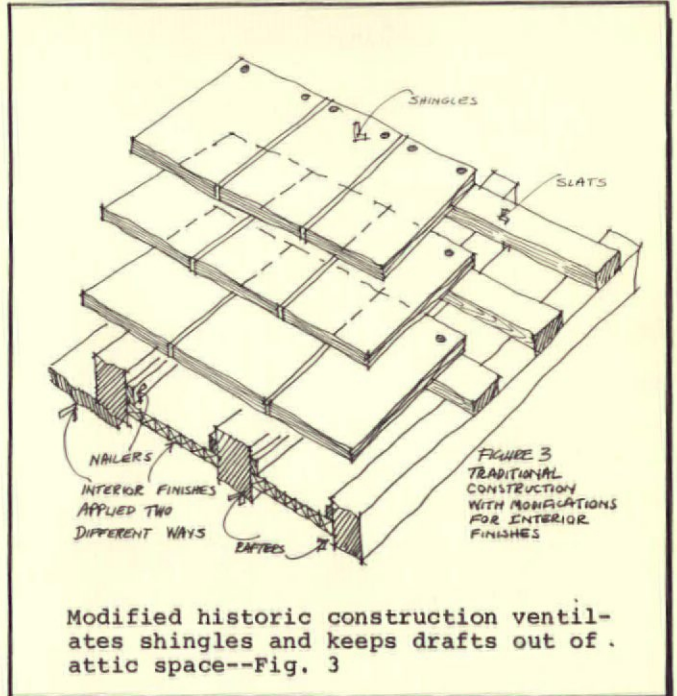 SHINGLES
SLATS
NAILERS
INTERIOR FINISHES
APPLIED TWO
DIFFERENT WAYS
RAFTERS
FIGURE 3
TRADITIONAL
CONSTRUCTION
WITH MODIFICATIONS
FOR INTERIOR
FINISHES
Modified historic construction ventil-
ates shingles and keeps drafts out of .
attic space--Fig. 3